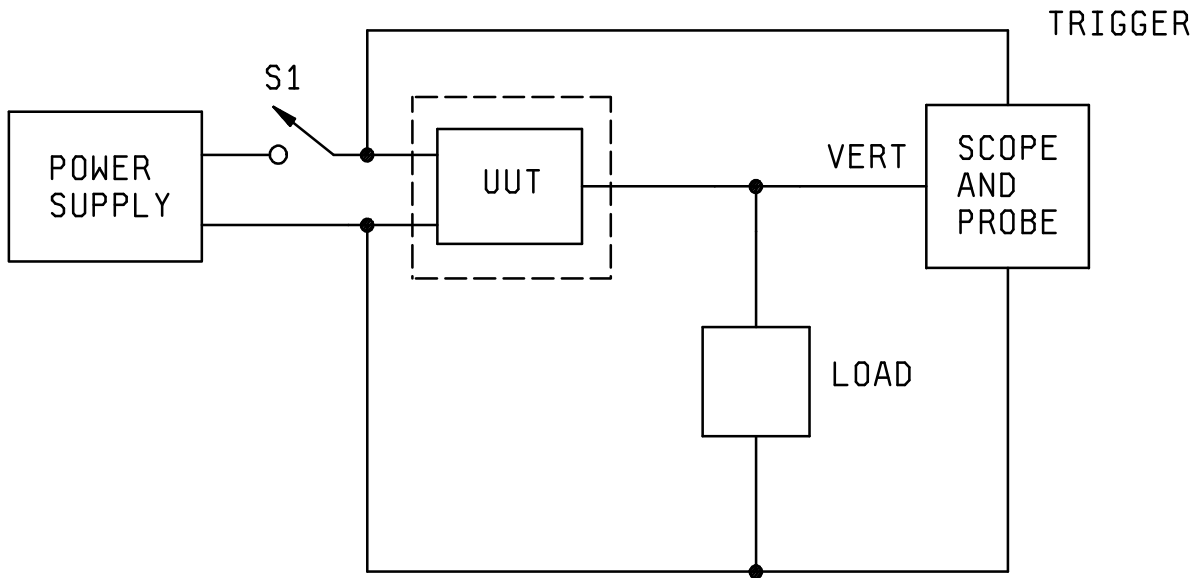 TRIGGER
S1
POWER
SUPPLY
UUT
VERT
SCOPE
AND
PROBE
LOAD